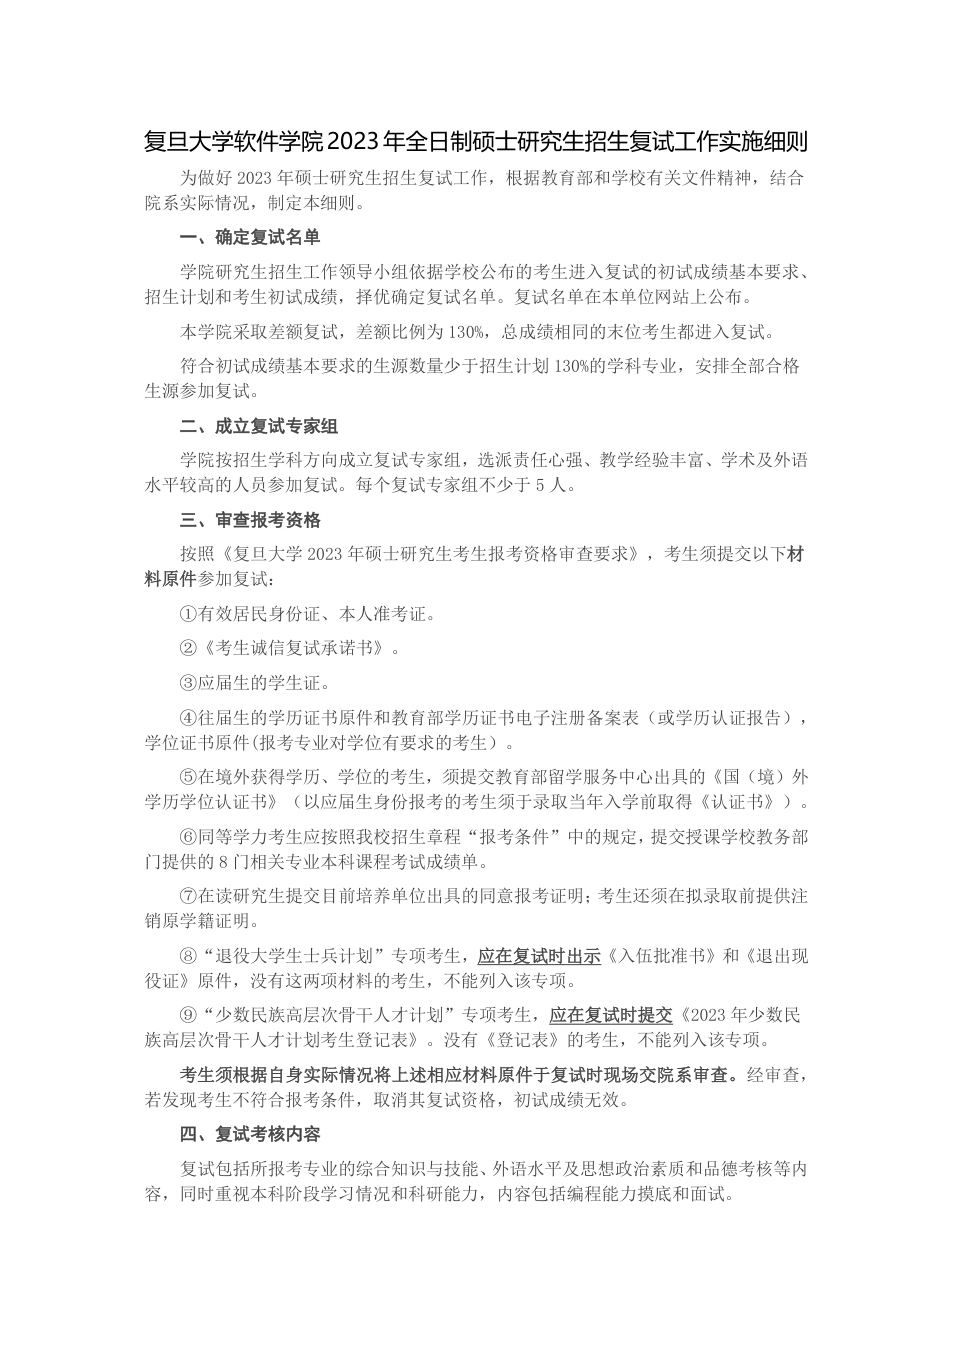 复旦大学软件学院 2023 年全日制硕士研究生招生复试工作实施细则
为做好 2023 年硕士研究生招生复试工作，根据教育部和学校有关文件精神，结合
院系实际情况，制定本细则。
一、确定复试名单
学院研究生招生工作领导小组依据学校公布的考生进入复试的初试成绩基本要求、
招生计划和考生初试成绩，择优确定复试名单。复试名单在本单位网站上公布。
本学院采取差额复试，差额比例为 130%，总成绩相同的末位考生都进入复试。
符合初试成绩基本要求的生源数量少于招生计划 130%的学科专业，安排全部合格
生源参加复试。
二、成立复试专家组
学院按招生学科方向成立复试专家组，选派责任心强、教学经验丰富、学术及外语
水平较高的人员参加复试。每个复试专家组不少于 5 人。
三、审查报考资格
按照《复旦大学 2023 年硕士研究生考生报考资格审查要求》，考生须提交以下材
料原件参加复试：
①有效居民身份证、本人准考证。
②《考生诚信复试承诺书》。
③应届生的学生证。
④往届生的学历证书原件和教育部学历证书电子注册备案表（或学历认证报告），
学位证书原件(报考专业对学位有要求的考生）。
⑤在境外获得学历、学位的考生，须提交教育部留学服务中心出具的《国（境）外
学历学位认证书》（以应届生身份报考的考生须于录取当年入学前取得《认证书》）。
⑥同等学力考生应按照我校招生章程“报考条件”中的规定，提交授课学校教务部
门提供的 8 门相关专业本科课程考试成绩单。
⑦在读研究生提交目前培养单位出具的同意报考证明；考生还须在拟录取前提供注
销原学籍证明。
⑧“退役大学生士兵计划”专项考生，应在复试时出示《入伍批准书》和《退出现
役证》原件，没有这两项材料的考生，不能列入该专项。
⑨“少数民族高层次骨干人才计划”专项考生，应在复试时提交《2023 年少数民
族高层次骨干人才计划考生登记表》。没有《登记表》的考生，不能列入该专项。
考生须根据自身实际情况将上述相应材料原件于复试时现场交院系审查。经审查，
若发现考生不符合报考条件，取消其复试资格，初试成绩无效。
四、复试考核内容
复试包括所报考专业的综合知识与技能、外语水平及思想政治素质和品德考核等内
容，同时重视本科阶段学习情况和科研能力，内容包括编程能力摸底和面试。